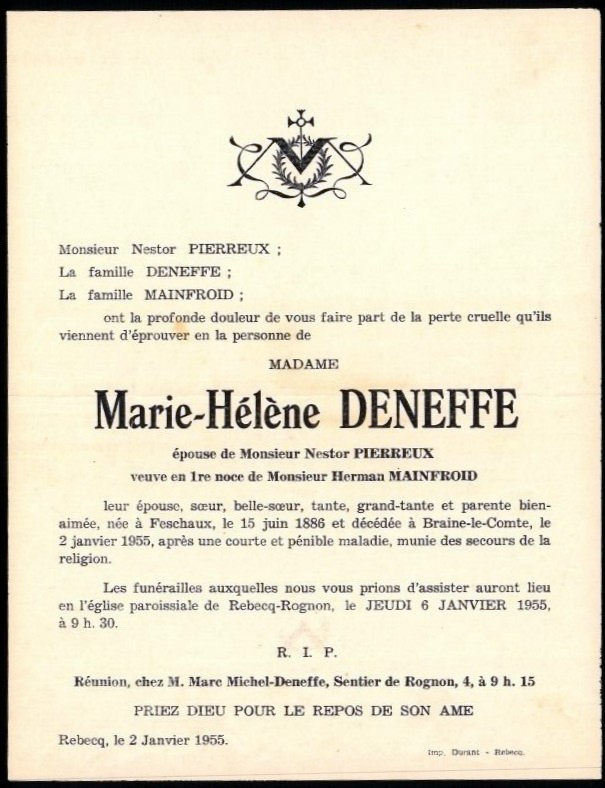 Monsieur Nestor PIERREUX ;
La famille DENEFFE ;
La famille MAINFROID ;
ont la profonde douleur de vous faire part de la perte cruelle qu'ils
viennent d'éprouver en la personne de
MADAME
Marie-Hélène DENEFFE
épouse de Monsieur Nestor PIERREUX
veuve en 1re noce de Monsieur Herman MAINFROID
leur épouse, sœur, belle-sœur, tante, grand-tante et parente bien-
aimée, née à Feschaux, le 15 juin 1886 et décédée à Braine-le-Comte, le
2 janvier 1955, après une courte et pénible maladie, munie des secours de la
religion.
Les funérailles auxquelles nous vous prions d'assister auront lieu
en l'église paroissiale de Rebecq-Rognon, le JEUDI 6 JANVIER 1955,
à 9 h. 30.
R. I. P.
Réunion, chez M. Marc Michel-Deneffe, Sentier de Rognon, 4, à 9 h. 15
PRIEZ DIEU POUR LE REPOS DE SON AME
Rebecq, le 2 Janvier 1955.
Imp. Durant - Rebecq.